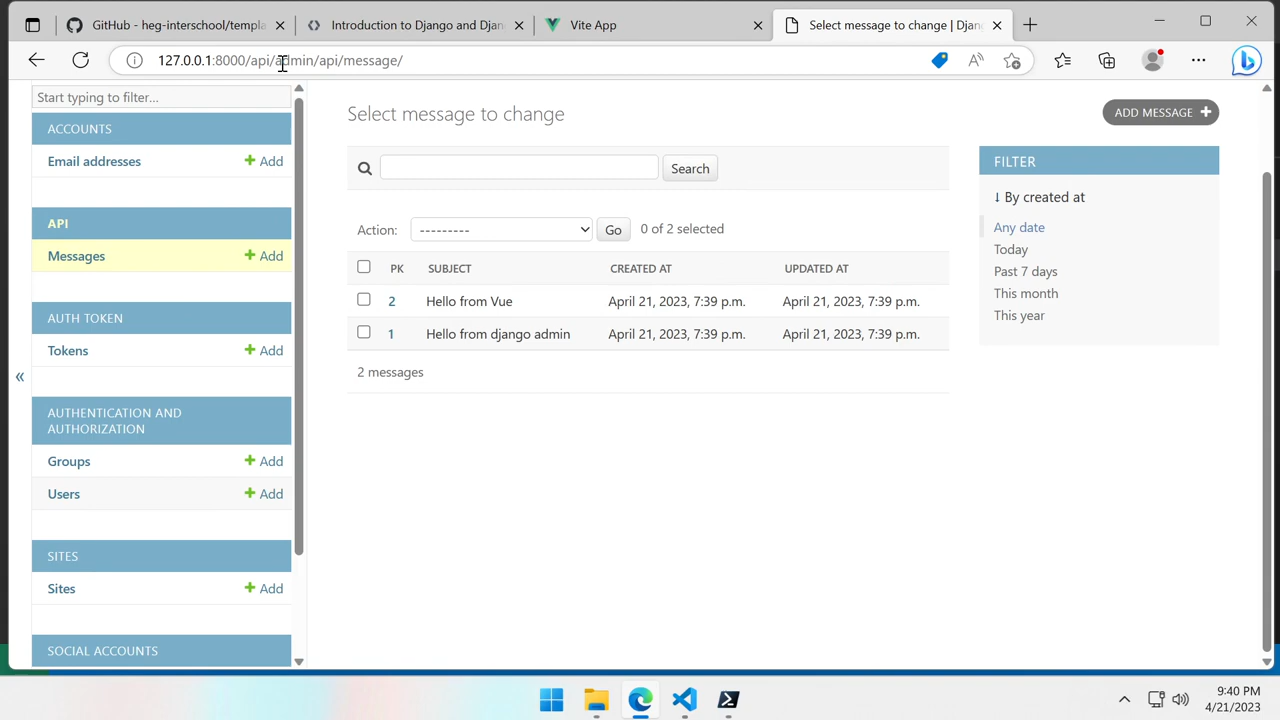 GitHub - heg-interschool/templa
Introduction to Django and Djan
Vite App
Select message to change | Djang
127.0.0.1:8000/api/admin/api/message/
Start typing to filter...
ACCOUNTS
Email addresses
Add
API
Messages
Add
AUTH TOKEN
Tokens
Add
AUTHENTICATION AND
AUTHORIZATION
Groups
Add
Users
Add
SITES
Sites
Add
SOCIAL ACCOUNTS
«
Select message to change
ADD MESSAGE
Search
Action:
---------
Go
0 of 2 selected
PK SUBJECT CREATED AT UPDATED AT
2 Hello from Vue April 21, 2023, 7:39 p.m. April 21, 2023, 7:39 p.m.
1 Hello from django admin April 21, 2023, 7:39 p.m. April 21, 2023, 7:39 p.m.
2 messages
FILTER
↓ By created at
Any date
Today
Past 7 days
This month
This year
9:40 PM
4/21/2023